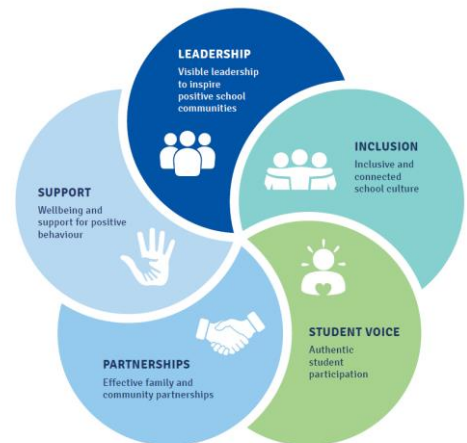 LEADERSHIP
Visible leadership
to inspire
positive school
communities
INCLUSION
Inclusive and
connected
school culture
STUDENT VOICE
Authentic
student
participation
PARTNERSHIPS
Effective family and
community partnerships
SUPPORT
Wellbeing and
support for positive
behaviour